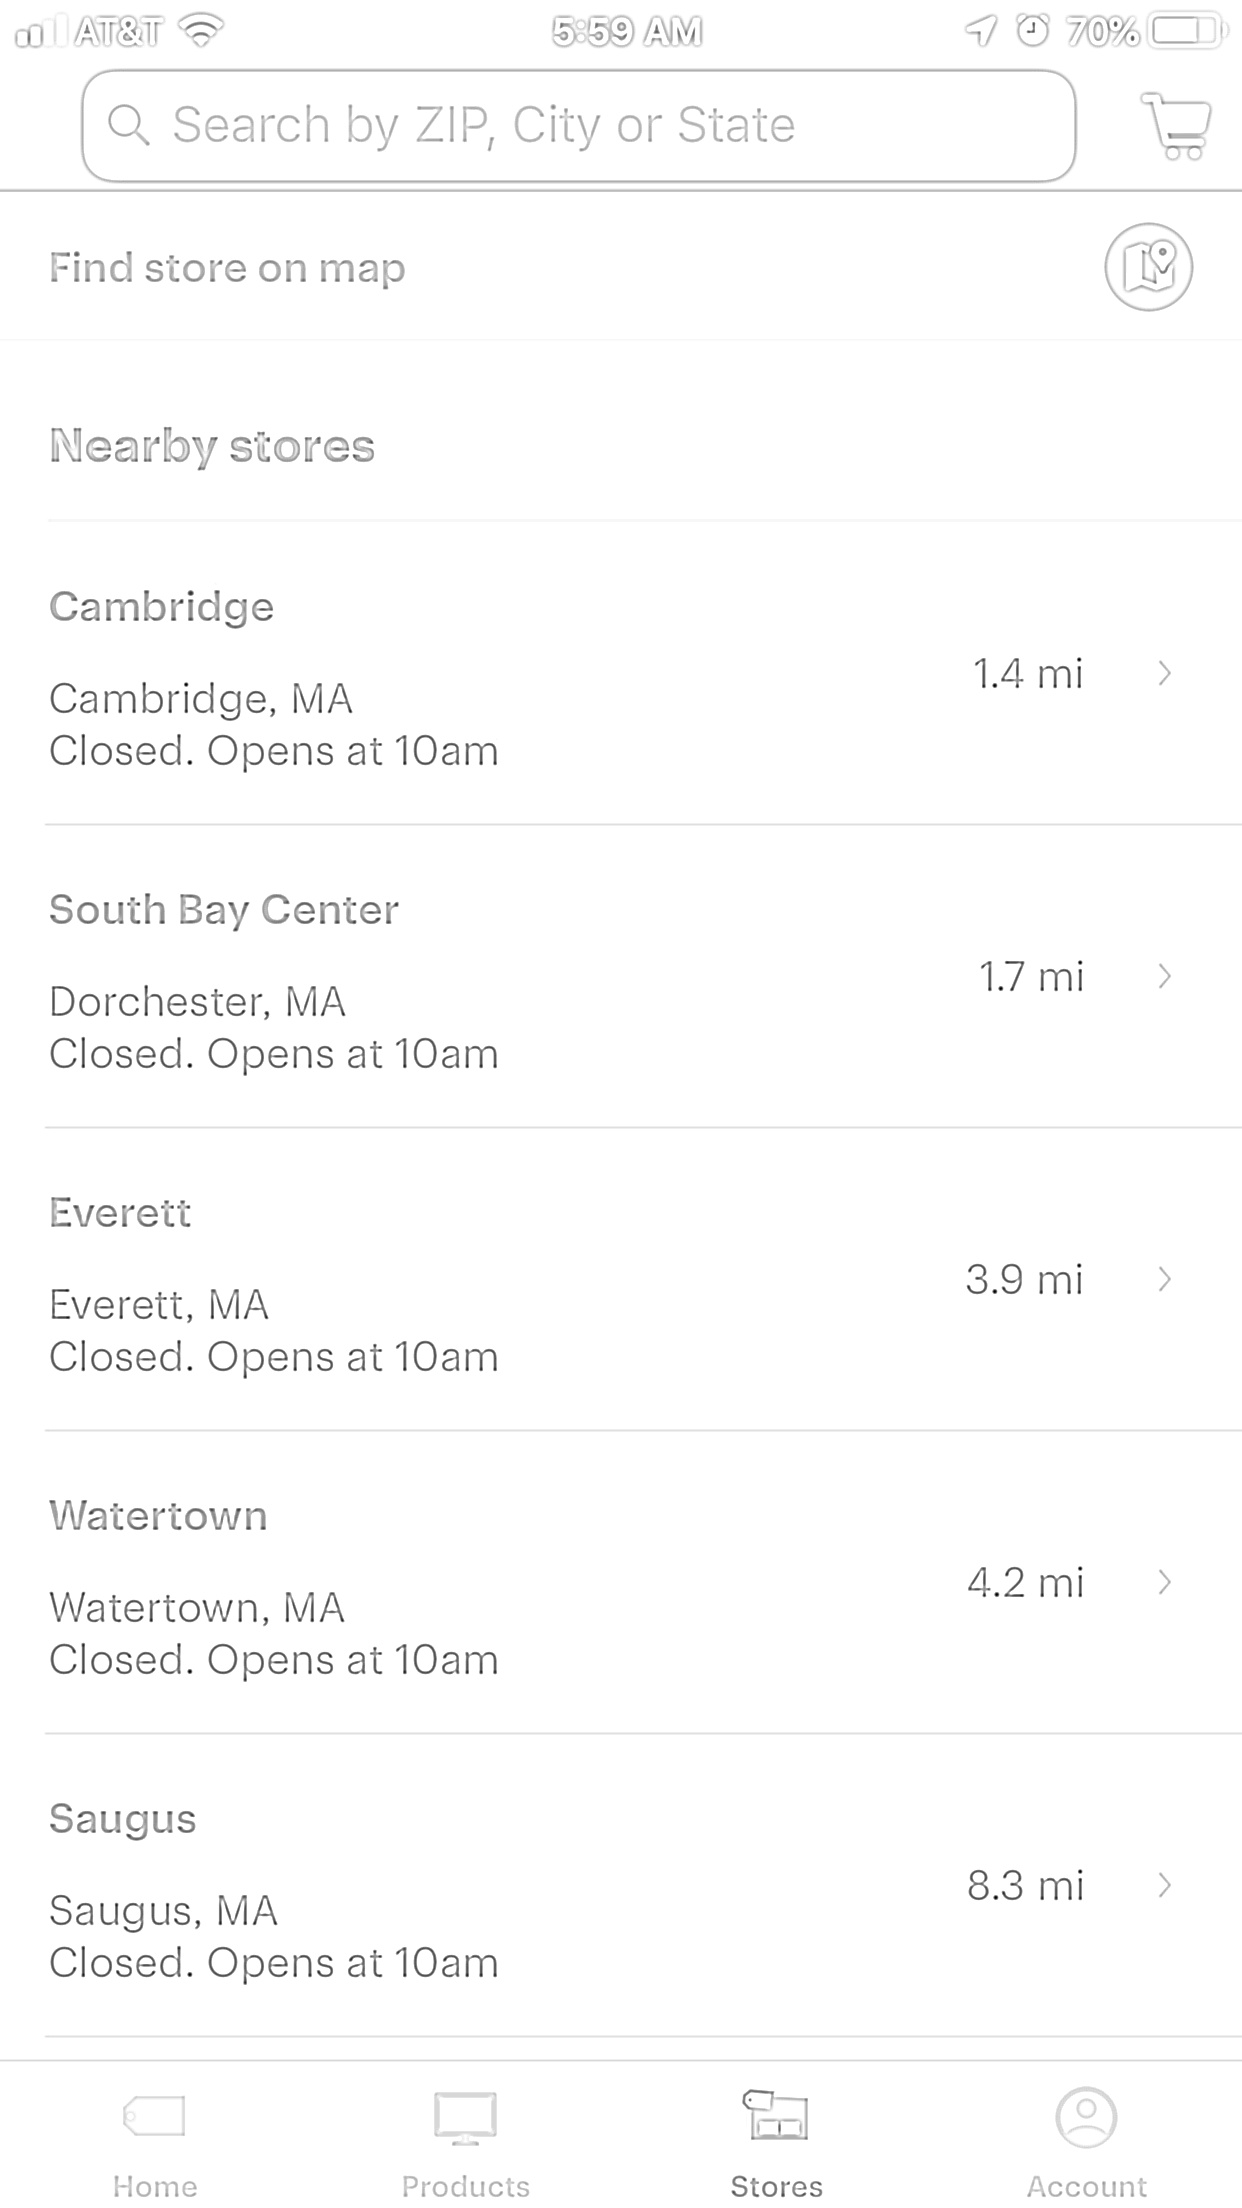 AT&T 5:59 AM 70%
Search by ZIP, City or State
Find store on map
Nearby stores
Cambridge
1.4 mi
Cambridge, MA
Closed. Opens at 10am
South Bay Center
1.7 mi
Dorchester, MA
Closed. Opens at 10am
Everett
3.9 mi
Everett, MA
Closed. Opens at 10am
Watertown
4.2 mi
Watertown, MA
Closed. Opens at 10am
Saugus
8.3 mi
Saugus, MA
Closed. Opens at 10am
Home Products Stores Account